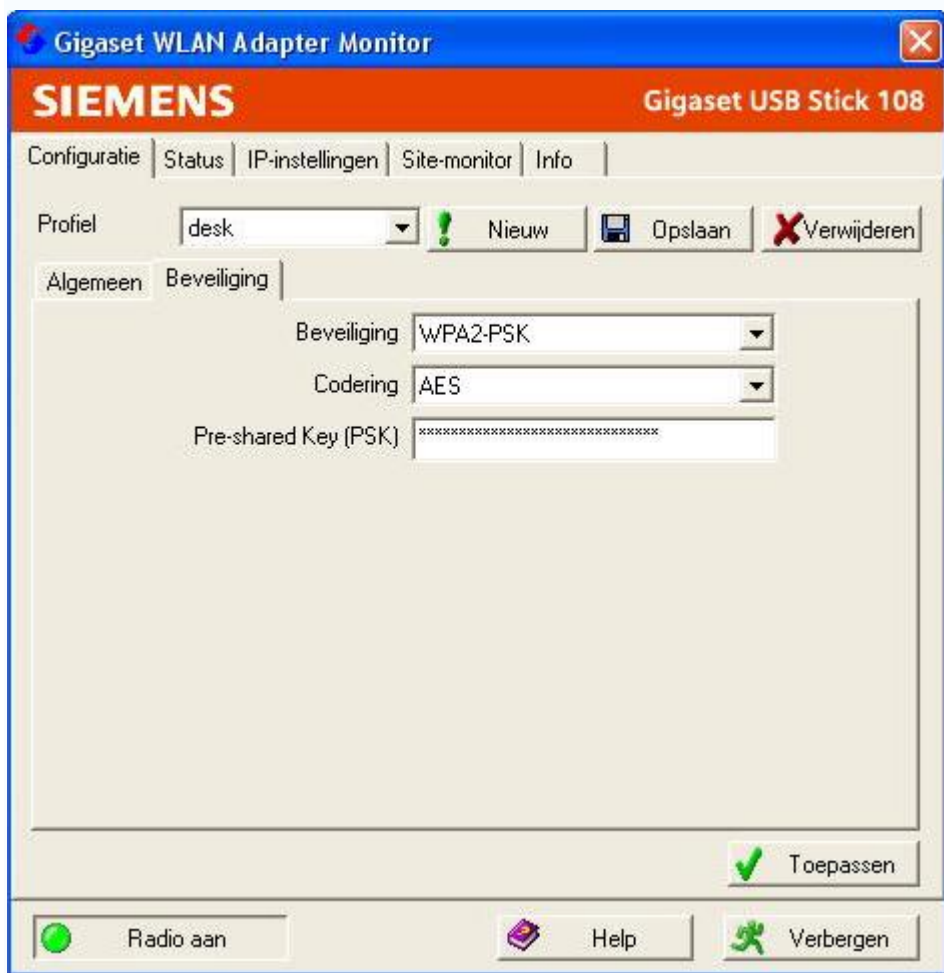 Gigaset WLAN Adapter Monitor
SIEMENS Gigaset USB Stick 108
Configuratie Status IP-instellingen Site-monitor Info
Profiel desk Nieuw Opslaan Verwijderen
Algemeen Beveiliging
Beveiliging WPA2-PSK
Codering AES
Pre-shared Key (PSK) ******************************
Toepassen
Radio aan Help Verbergen